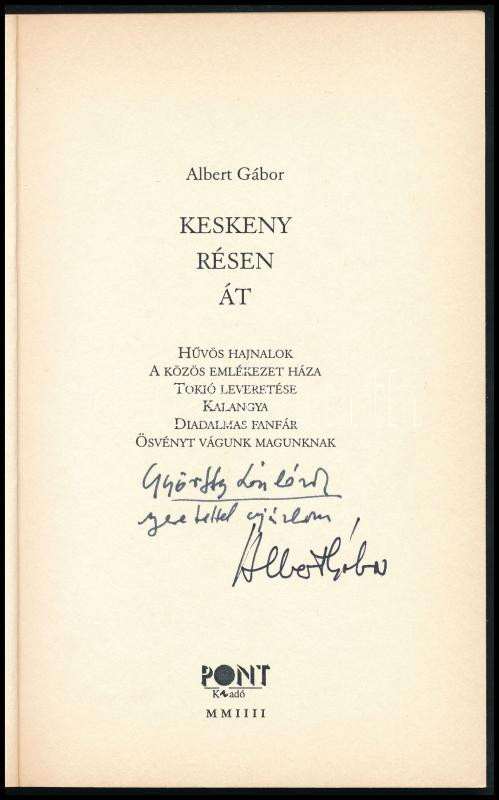 Albert Gábor
KESKENY
RÉSEN
ÁT
HŰVÖS HAJNALOK
A KÖZÖS EMLÉKEZET HÁZA
TOKIÓ LEVERETÉSE
KALANGYA
DIADALMAS FANFÁR
ÖSVÉNYT VÁGUNK MAGUNKNAK
Györffy
szeretettel ajánlom
Albert Gábor
PONT
Kiadó
MMIIII